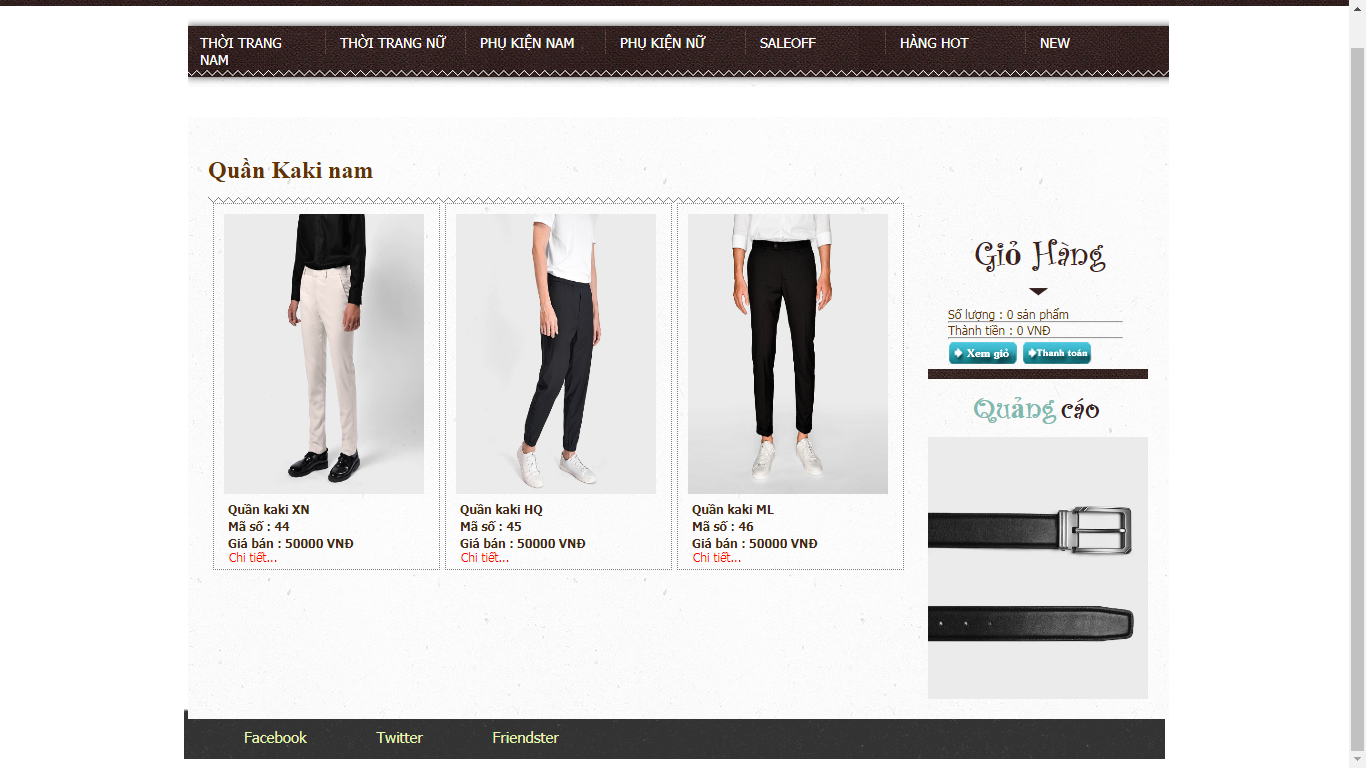 THỜI TRANG NAM
THỜI TRANG NỮ
PHỤ KIỆN NAM
PHỤ KIỆN NỮ
SALEOFF
HÀNG HOT
NEW
Quần Kaki nam
Quần kaki XN
Mã số : 44
Giá bán : 50000 VNĐ
Chi tiết...
Quần kaki HQ
Mã số : 45
Giá bán : 50000 VNĐ
Chi tiết...
Quần kaki ML
Mã số : 46
Giá bán : 50000 VNĐ
Chi tiết...
Giỏ Hàng
Số lượng : 0 sản phẩm
Thành tiền : 0 VNĐ
Xem giỏ
Thanh toán
Quảng cáo
Facebook
Twitter
Friendster